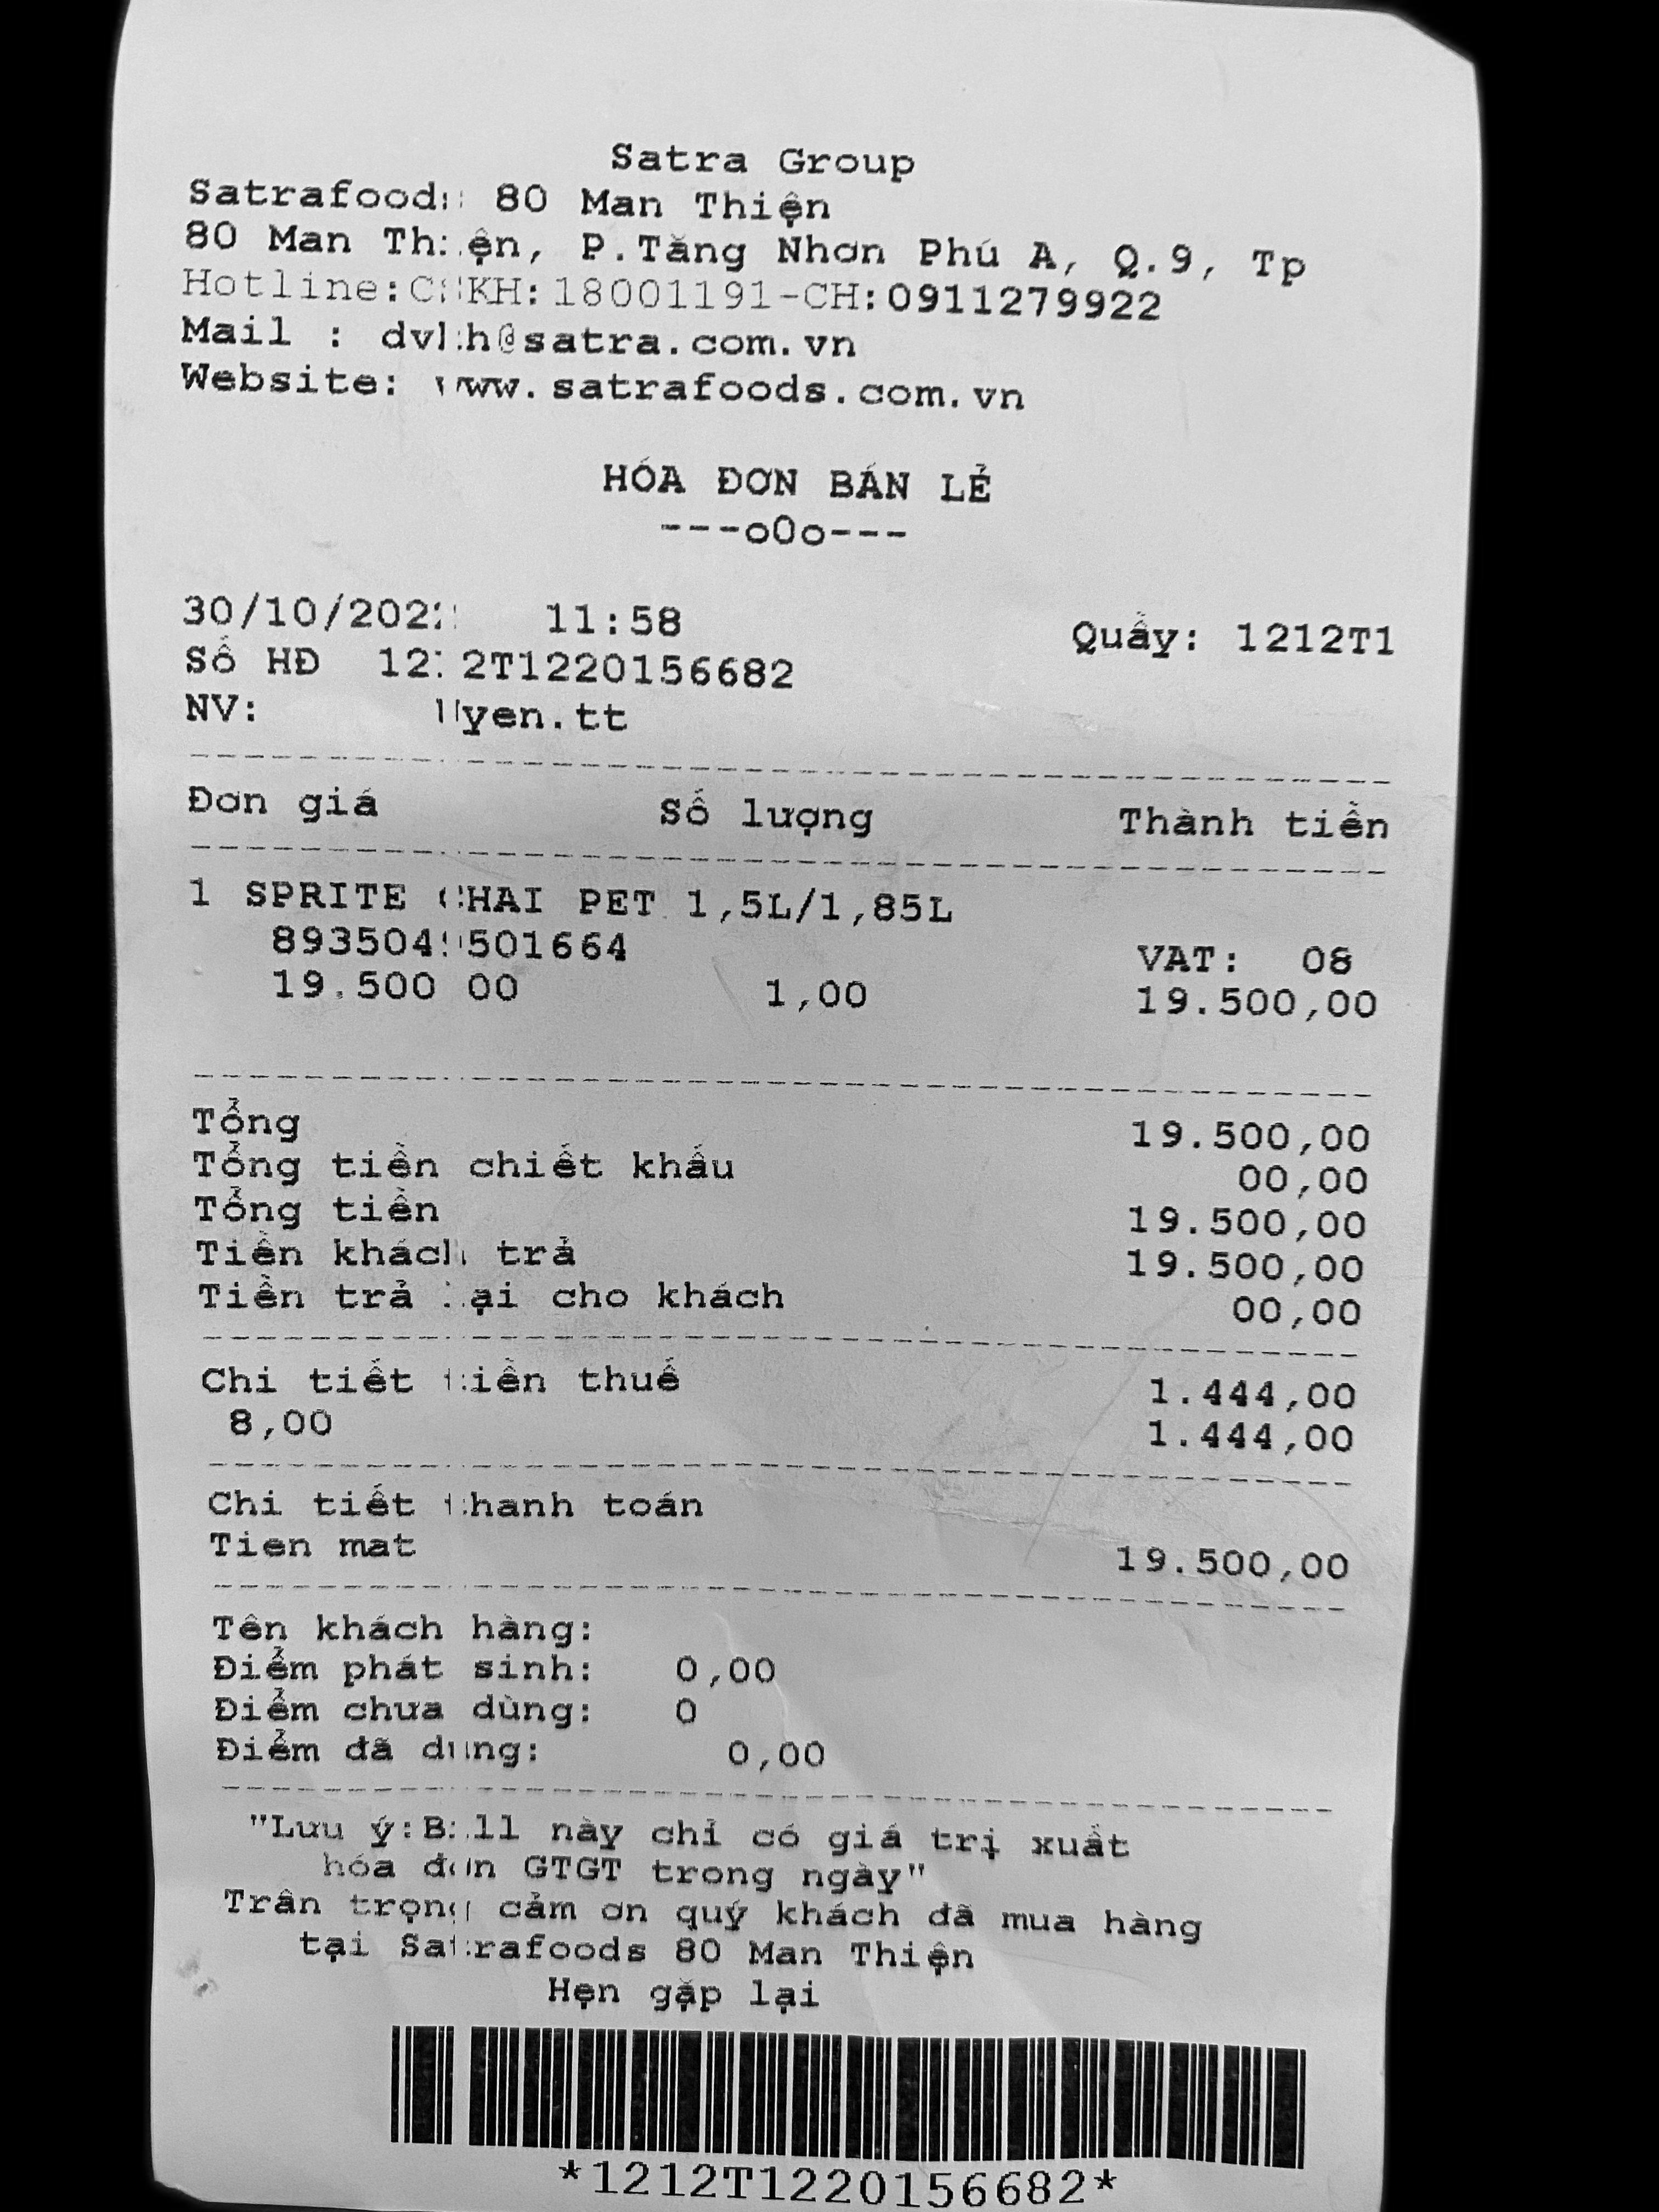 Satra Group
Satrafoods 80 Man Thiện
80 Man Thiện, P.Tăng Nhơn Phú A, Q.9, Tp
Hotline:CSKH:18001191-CH:0911279922
Mail : dvkh@satra.com.vn
Website: www.satrafoods.com.vn
HÓA ĐƠN BÁN LẺ
---oOo---
30/10/2022 11:58 Quầy: 1212T1
Số HĐ 1212T1220156682
NV: uyen.tt
Đơn giá Số lượng Thành tiền
1 SPRITE CHAI PET 1,5L/1,85L
8935049501664 VAT: 08
19.500 00 1,00 19.500,00
Tổng 19.500,00
Tổng tiền chiết khấu 00,00
Tổng tiền 19.500,00
Tiền khách trả 19.500,00
Tiền trả lại cho khách 00,00
Chi tiết tiền thuế 1.444,00
8,00 1.444,00
Chi tiết thanh toán
Tien mat 19.500,00
Tên khách hàng:
Điểm phát sinh: 0,00
Điểm chưa dùng: 0
Điểm đã dùng: 0,00
"Lưu ý:Bill này chỉ có giá trị xuất
hóa đơn GTGT trong ngày"
Trân trọng cảm ơn quý khách đã mua hàng
tại Satrafoods 80 Man Thiện
Hẹn gặp lại
*1212T1220156682*